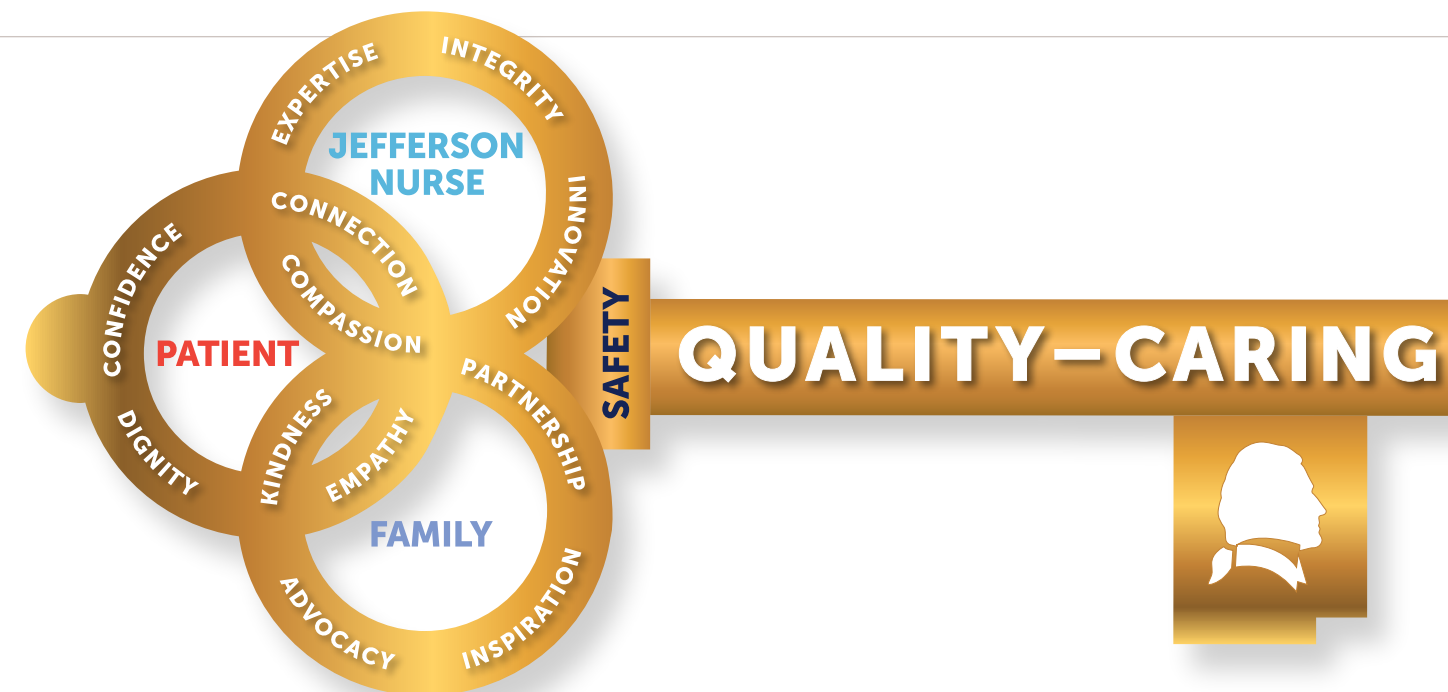 EXPERTISE
INTEGRITY
INNOVATION
JEFFERSON
NURSE
CONNECTION
COMPASSION
CONFIDENCE
DIGNITY
PATIENT
KINDNESS
EMPATHY
PARTNERSHIP
FAMILY
ADVOCACY
INSPIRATION
SAFETY
QUALITY–CARING